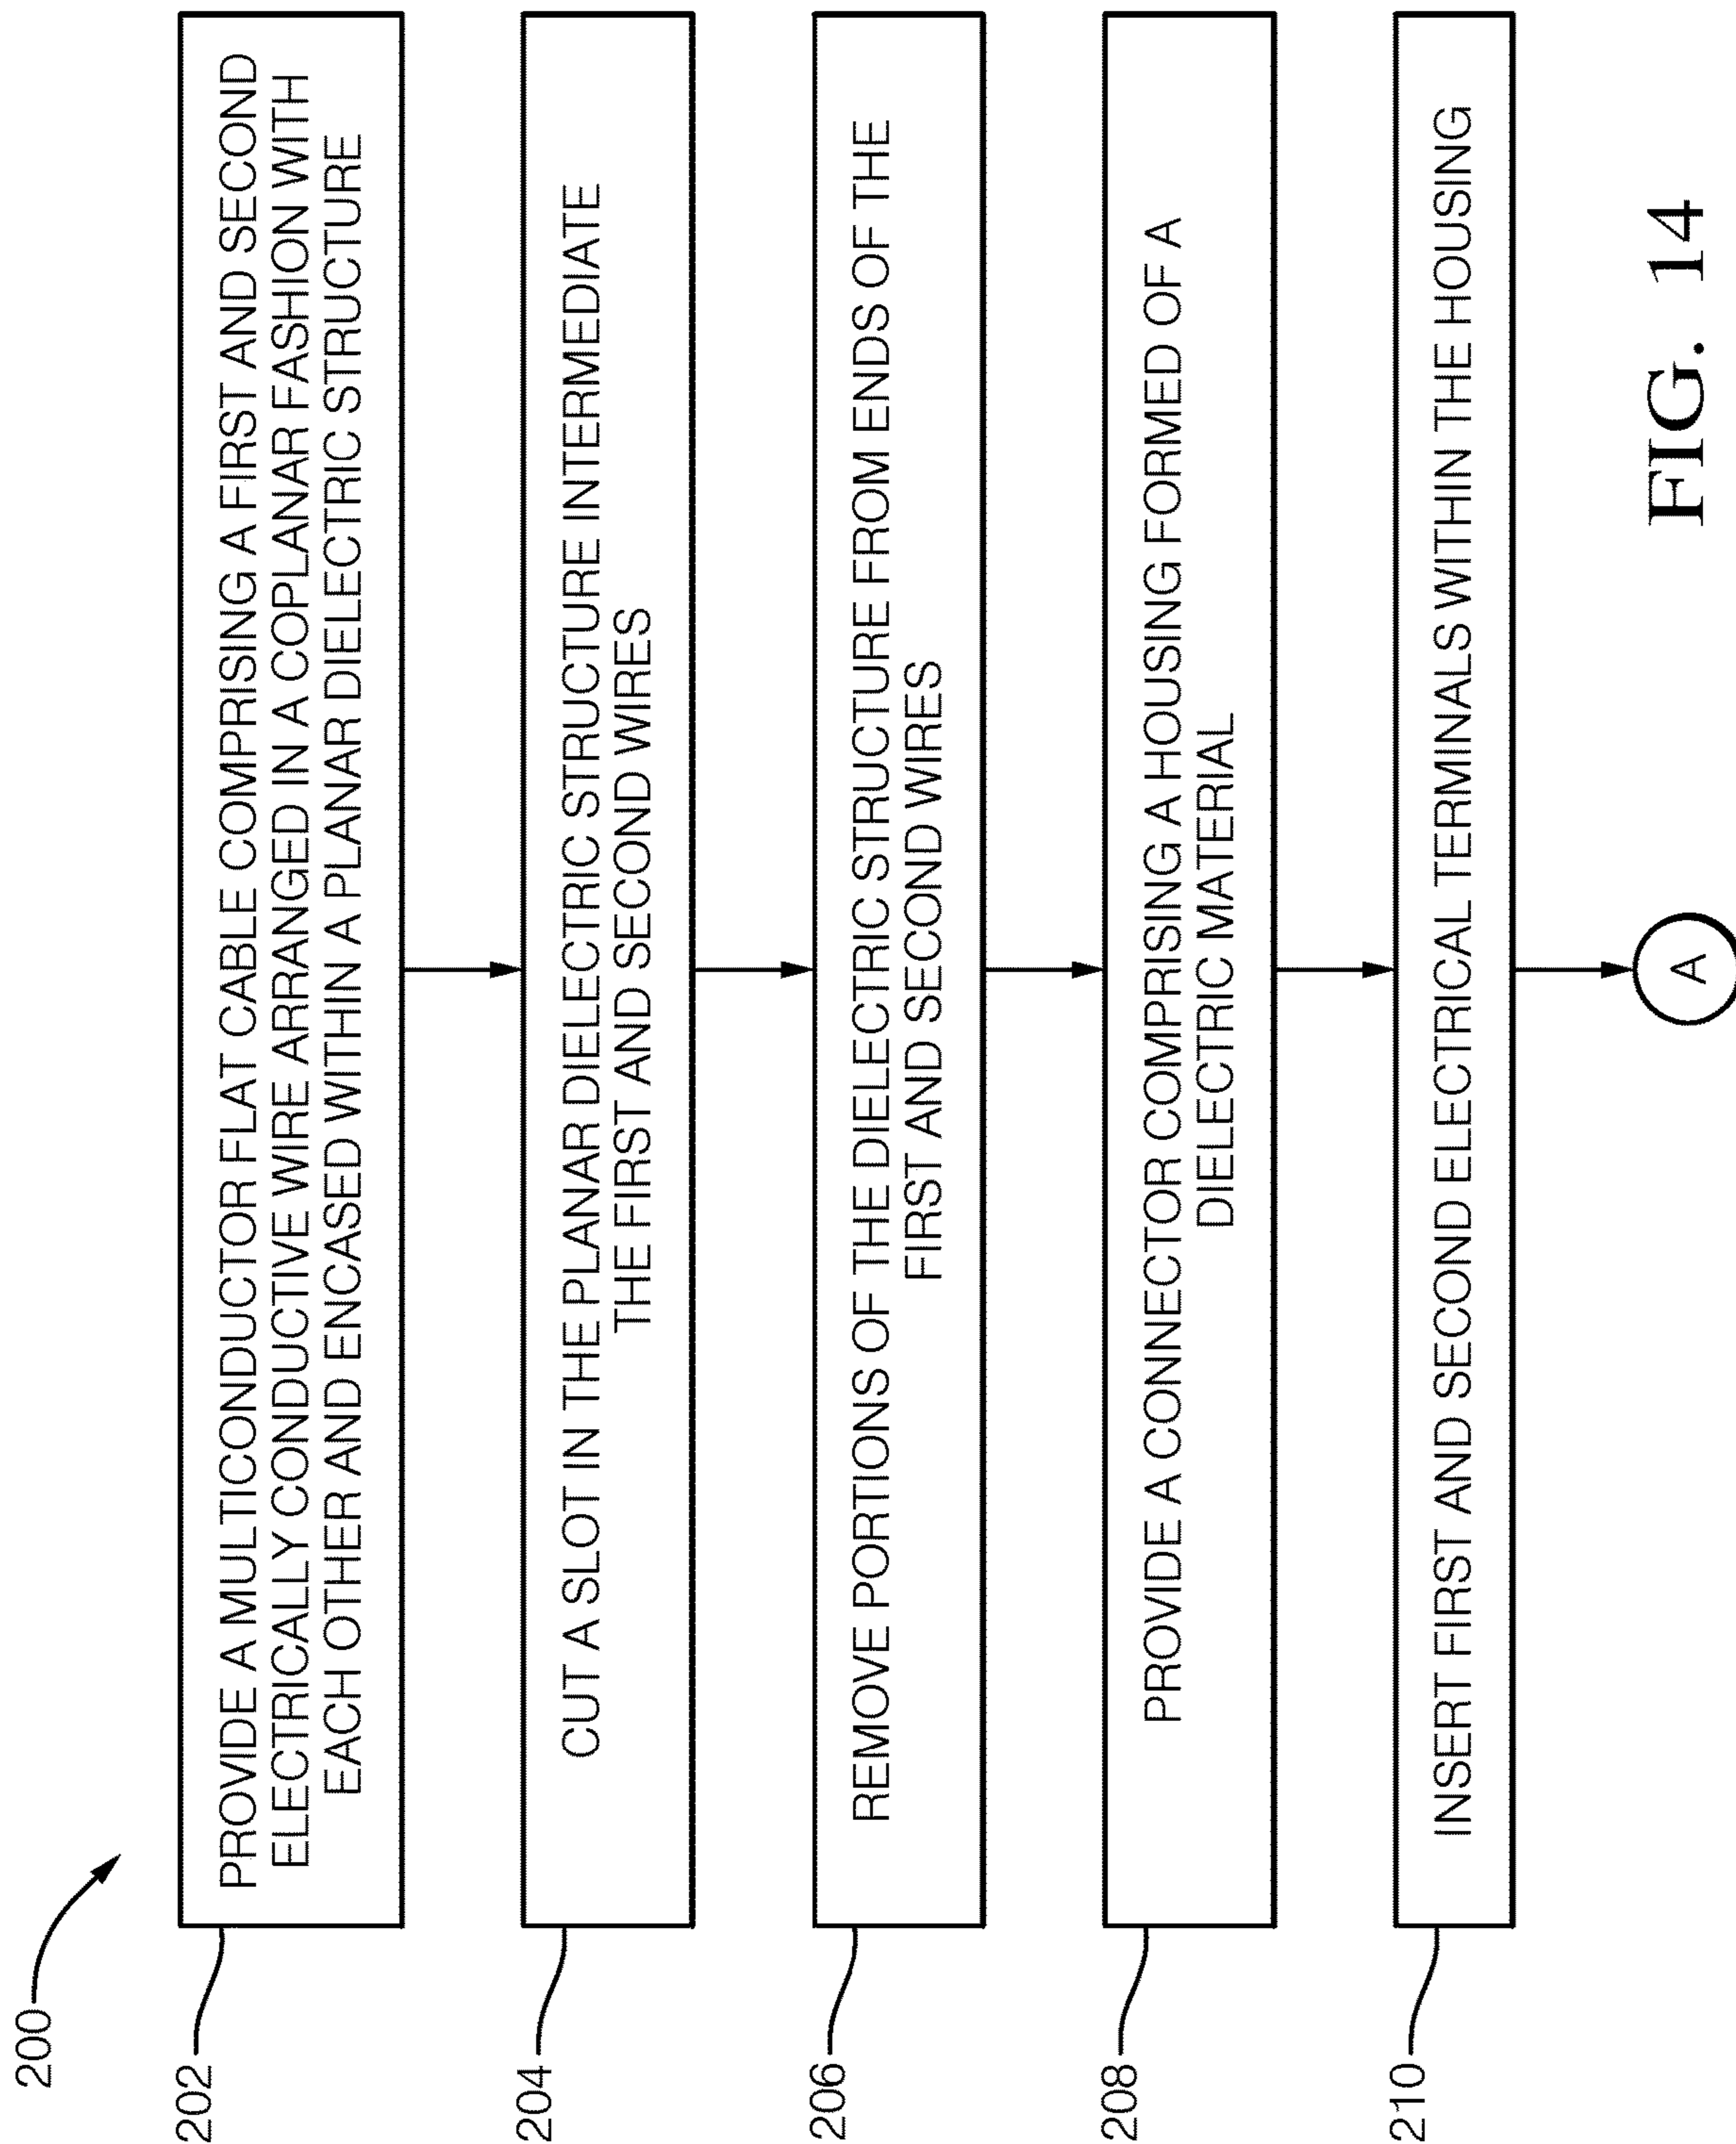 200
202
PROVIDE A MULTICONDUCTOR FLAT CABLE COMPRISING A FIRST AND SECOND
ELECTRICALLY CONDUCTIVE WIRE ARRANGED IN A COPLANAR FASHION WITH
EACH OTHER AND ENCASED WITHIN A PLANAR DIELECTRIC STRUCTURE
204
CUT A SLOT IN THE PLANAR DIELECTRIC STRUCTURE INTERMEDIATE
THE FIRST AND SECOND WIRES
206
REMOVE PORTIONS OF THE DIELECTRIC STRUCTURE FROM ENDS OF THE
FIRST AND SECOND WIRES
208
PROVIDE A CONNECTOR COMPRISING A HOUSING FORMED OF A
DIELECTRIC MATERIAL
210
INSERT FIRST AND SECOND ELECTRICAL TERMINALS WITHIN THE HOUSING
A
FIG. 14